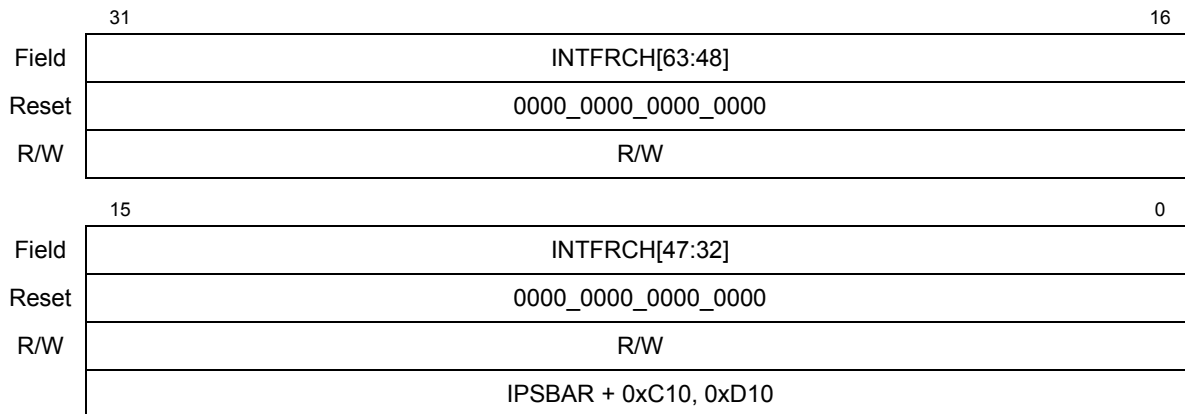 31 16
Field INTFRCH[63:48]
Reset 0000_0000_0000_0000
R/W R/W
15 0
Field INTFRCH[47:32]
Reset 0000_0000_0000_0000
R/W R/W
IPSBAR + 0xC10, 0xD10